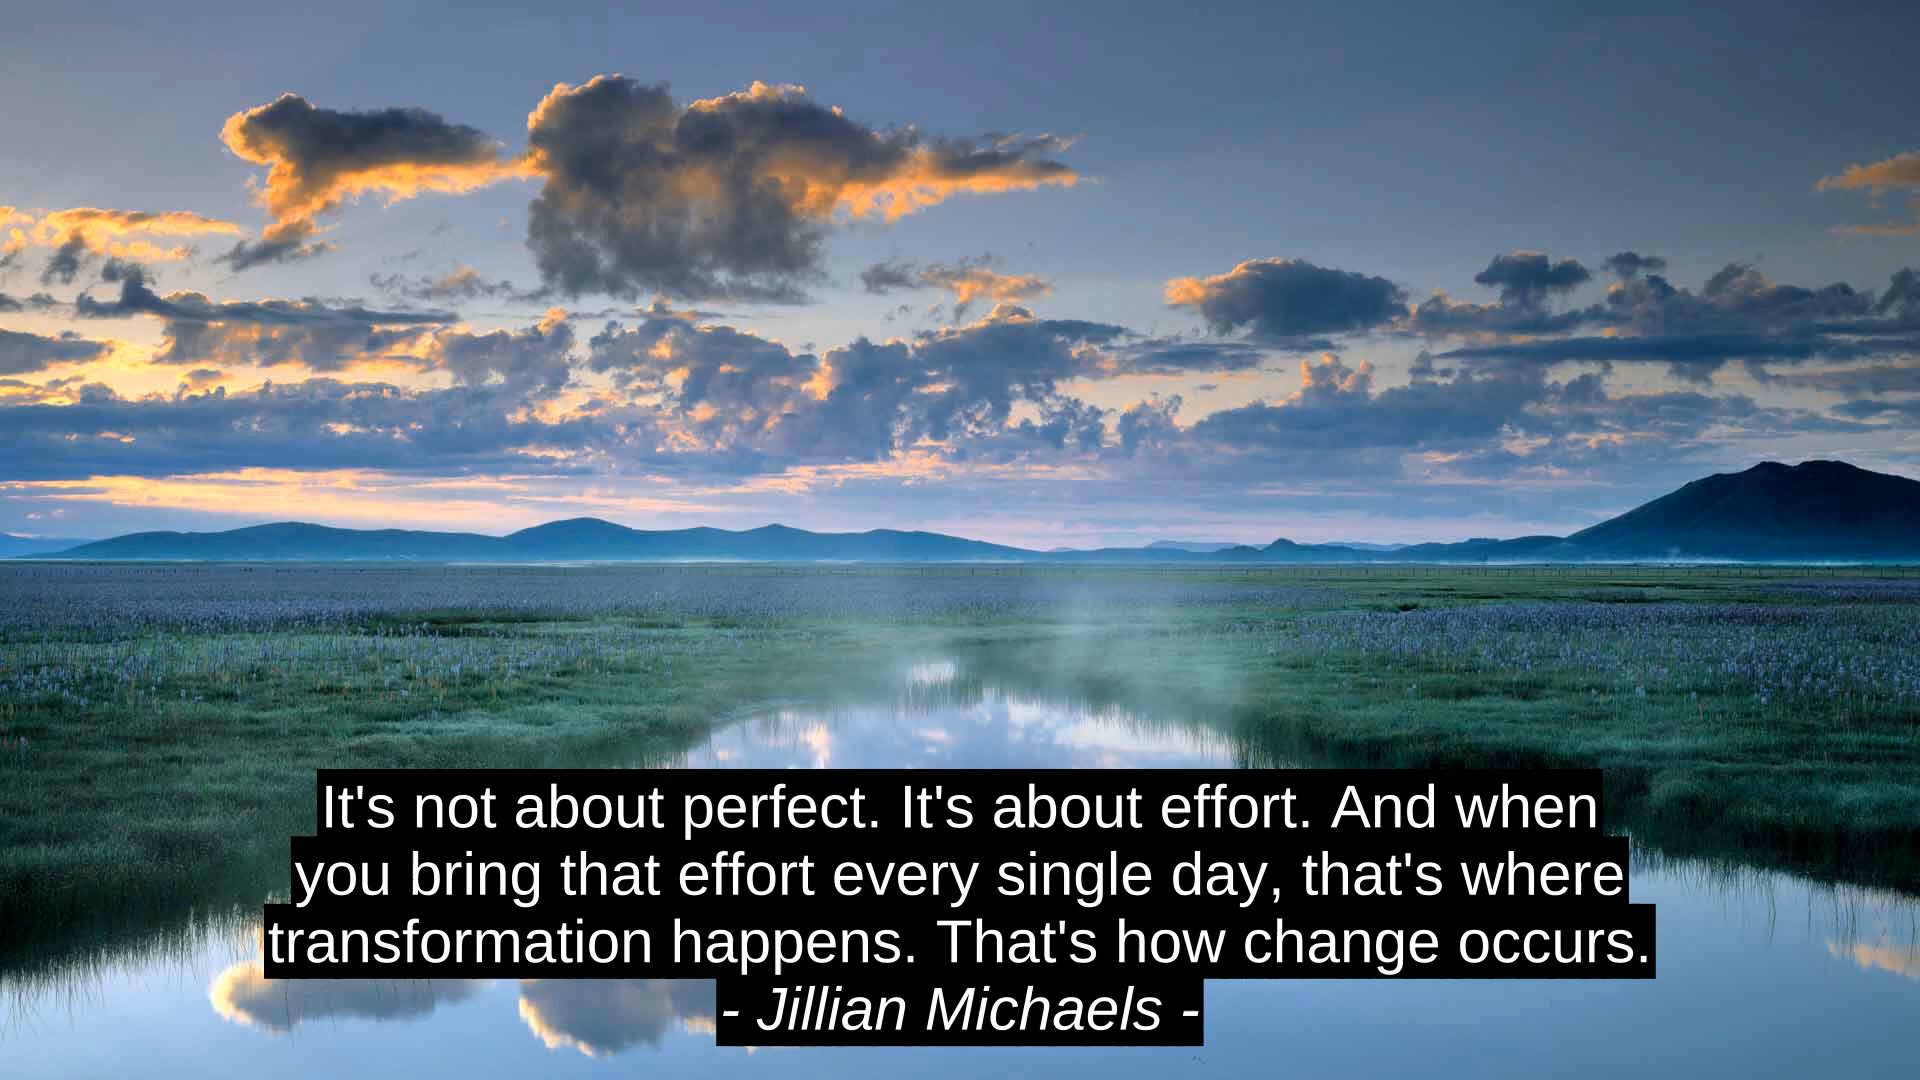 It's not about perfect. It's about effort. And when
you bring that effort every single day, that's where
transformation happens. That's how change occurs.
- Jillian Michaels -